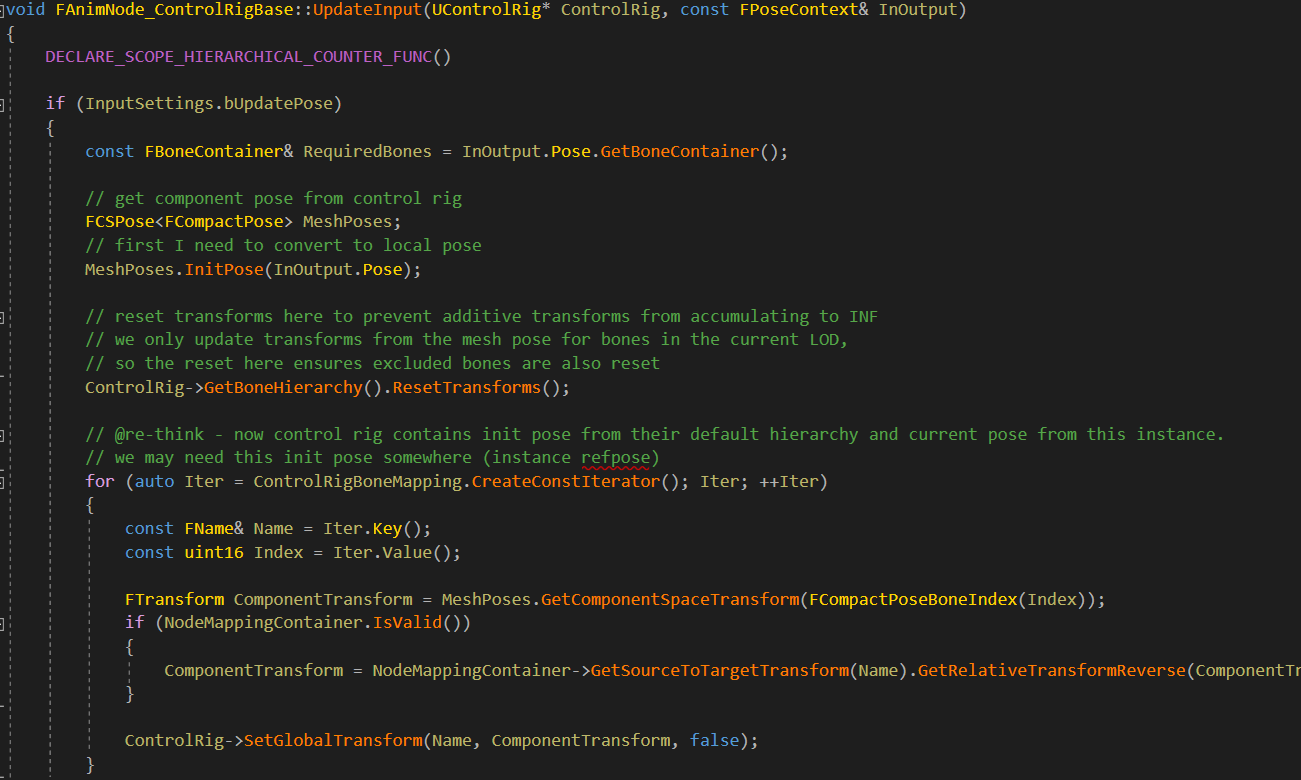 void FAnimNode_ControlRigBase::UpdateInput(UControlRig* ControlRig, const FPoseContext& InOutput)
{
DECLARE_SCOPE_HIERARCHICAL_COUNTER_FUNC()
if (InputSettings.bUpdatePose)
{
const FBoneContainer& RequiredBones = InOutput.Pose.GetBoneContainer();
// get component pose from control rig
FCSPose<FCompactPose> MeshPoses;
// first I need to convert to local pose
MeshPoses.InitPose(InOutput.Pose);
// reset transforms here to prevent additive transforms from accumulating to INF
// we only update transforms from the mesh pose for bones in the current LOD,
// so the reset here ensures excluded bones are also reset
ControlRig->GetBoneHierarchy().ResetTransforms();
// @re-think - now control rig contains init pose from their default hierarchy and current pose from this instance.
// we may need this init pose somewhere (instance refpose)
for (auto Iter = ControlRigBoneMapping.CreateConstIterator(); Iter; ++Iter)
{
const FName& Name = Iter.Key();
const uint16 Index = Iter.Value();
FTransform ComponentTransform = MeshPoses.GetComponentSpaceTransform(FCompactPoseBoneIndex(Index));
if (NodeMappingContainer.IsValid())
{
ComponentTransform = NodeMappingContainer->GetSourceToTargetTransform(Name).GetRelativeTransformReverse(ComponentTr
}
ControlRig->SetGlobalTransform(Name, ComponentTransform, false);
}